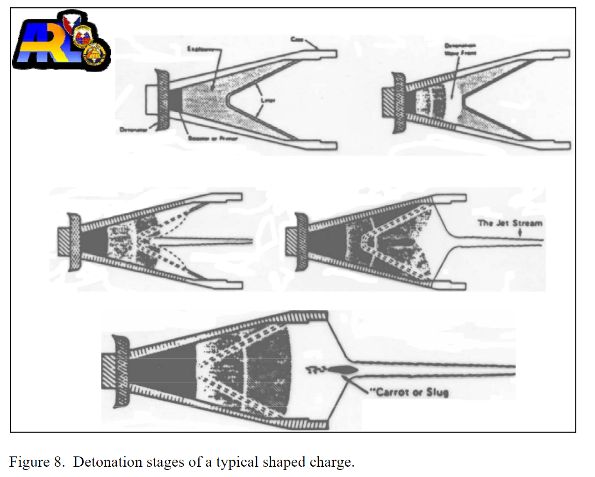 ARL
Explosive
Case
Liner
Detonator
Booster or Primer
Detonation
Wave Front
The Jet Stream
"Carrot or Slug
Figure 8.  Detonation stages of a typical shaped charge.